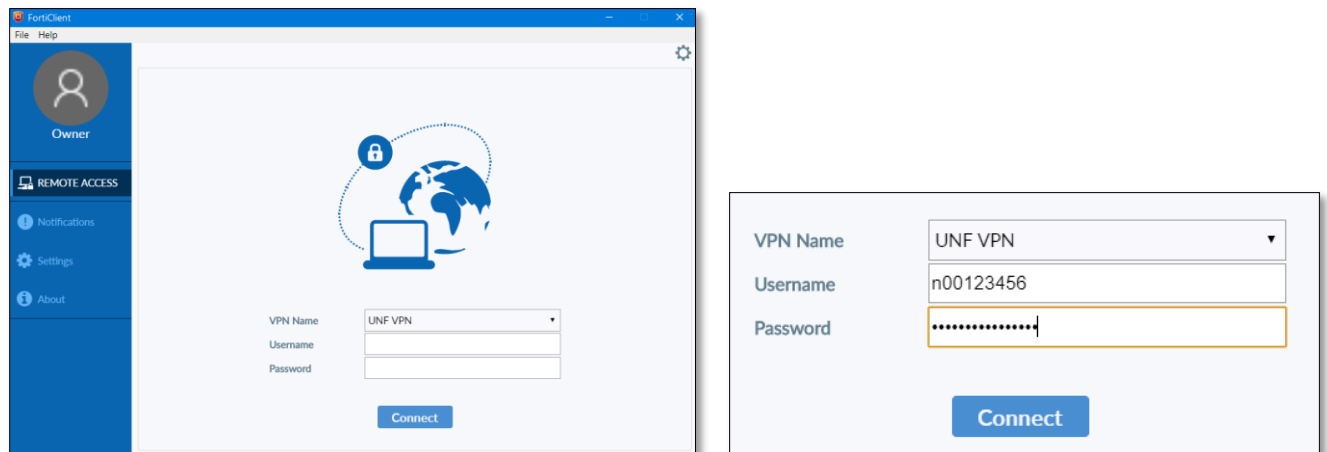 FortiClient
File Help
Owner
REMOTE ACCESS
Notifications
Settings
About
VPN Name UNF VPN
Username
Password
Connect
VPN Name UNF VPN
Username n00123456
Password ••••••••••••••••
Connect